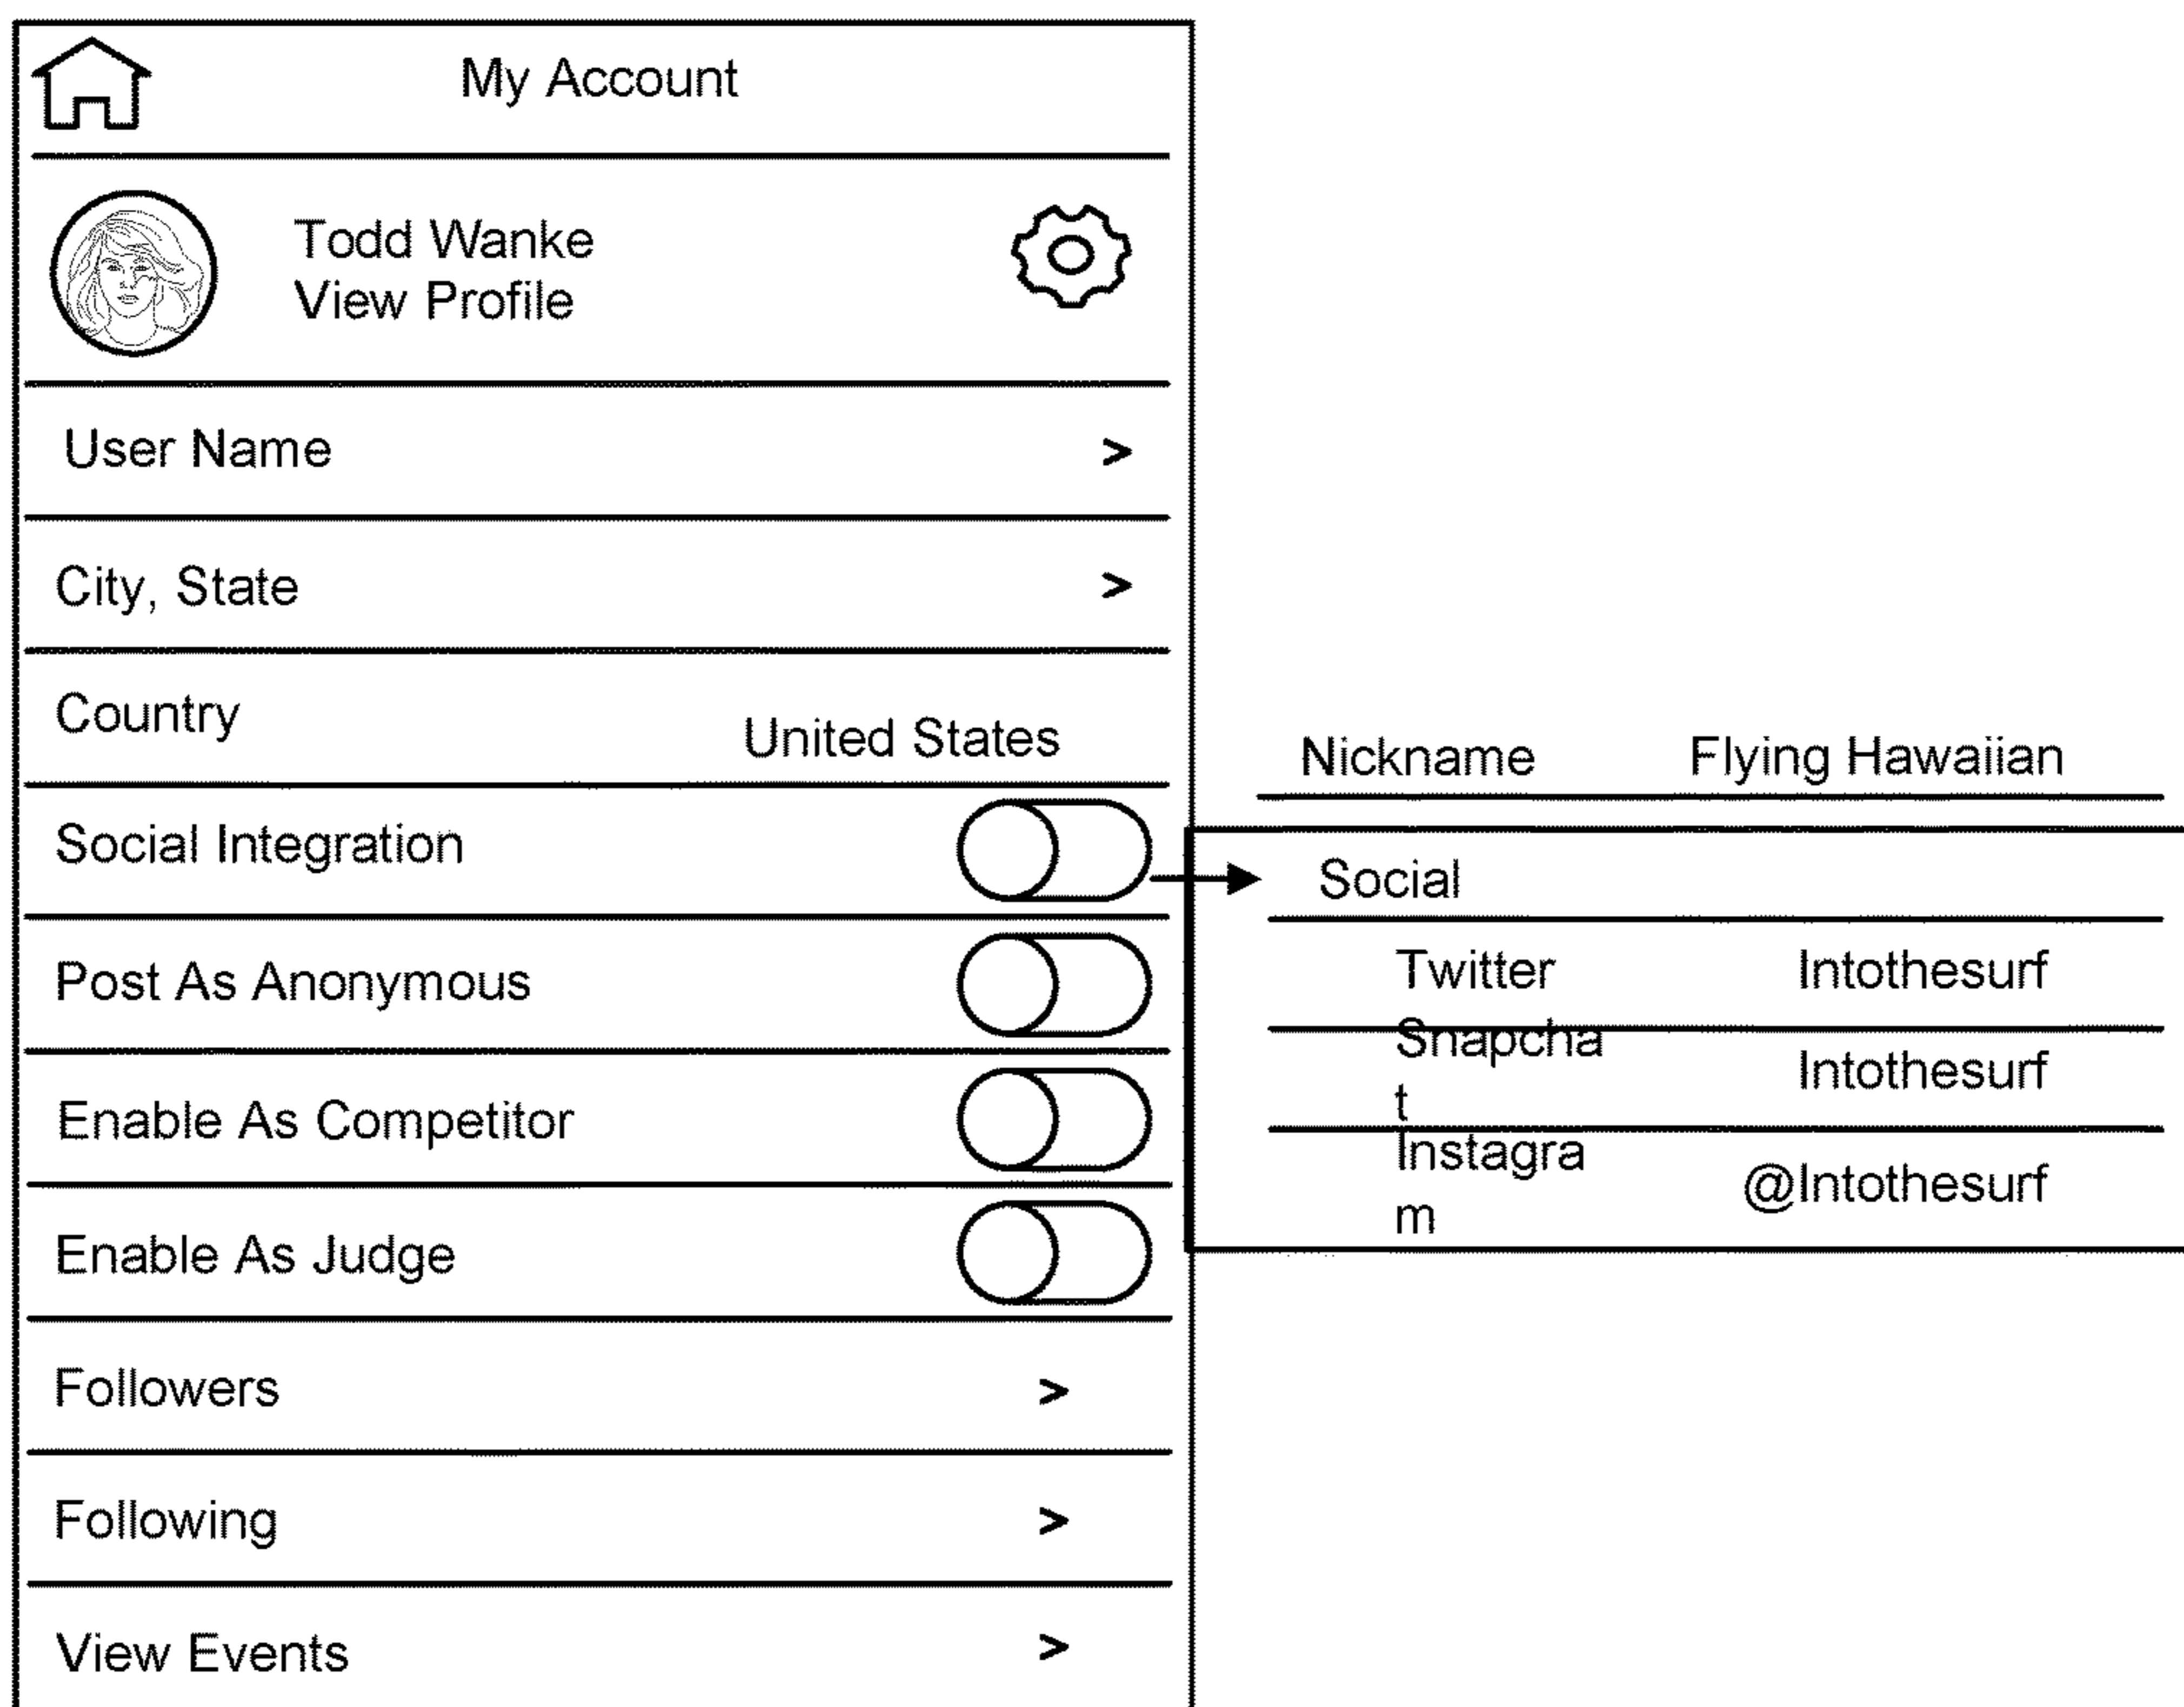 My Account
Todd Wanke
View Profile
User Name >
City, State >
Country United States
Social Integration
Post As Anonymous
Enable As Competitor
Enable As Judge
Followers >
Following >
View Events >
Nickname Flying Hawaiian
Social
Twitter Intothesurf
Snapcha
t
Intothesurf
Instagra
m
@Intothesurf